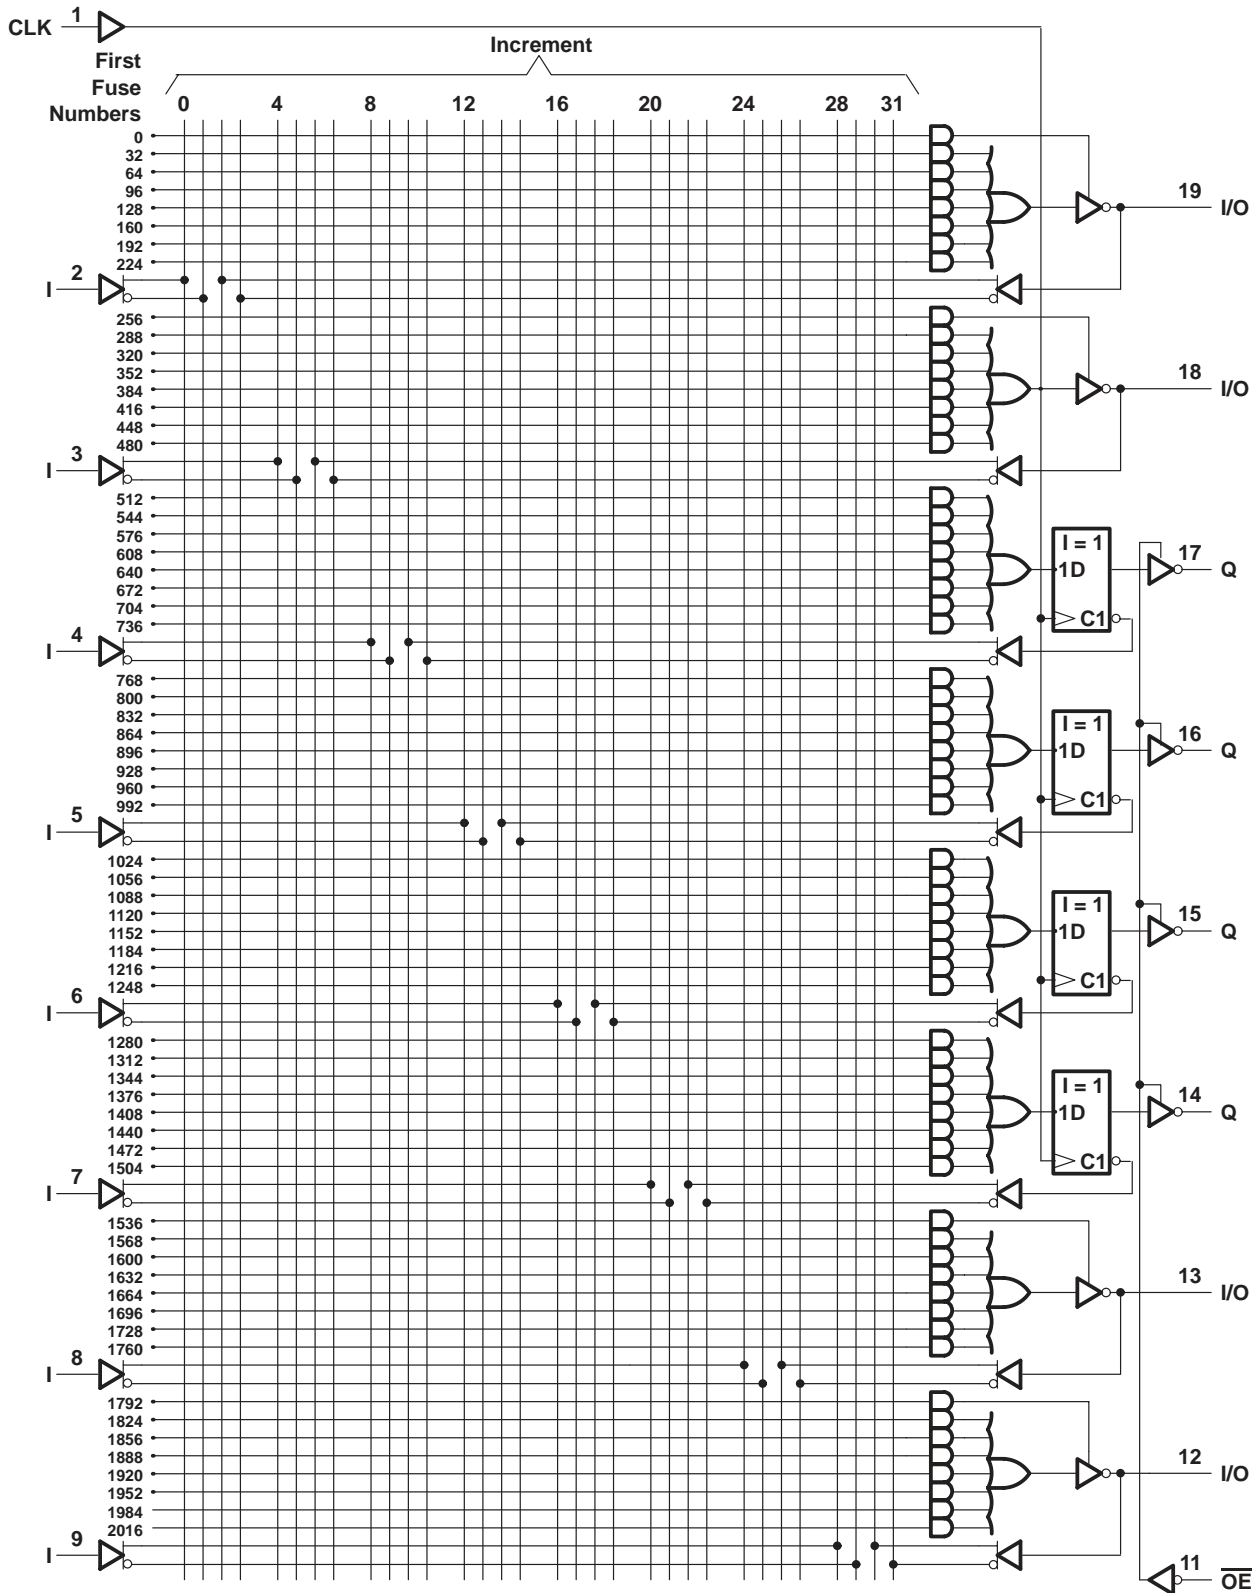 CLK 1
Increment
First
Fuse
Numbers
0 4 8 12 16 20 24 28 31
0
32
64
96
128 19 I/O
160
192
224
I 2
256
288
320
352
384 18 I/O
416
448
480
I 3
512
544
576 I = 1
608 17
640 1D Q
672
704
736 C1
I 4
768
800
832 I = 1
864 16
896 1D Q
928
960
992 C1
I 5
1024
1056
1088 I = 1
1120 15
1152 1D Q
1184
1216
1248 C1
I 6
1280
1312
1344 I = 1
1376 14
1408 1D Q
1440
1472
1504 C1
I 7
1536
1568
1600
1632
1664 13 I/O
1696
1728
1760
I 8
1792
1824
1856
1888
1920 12 I/O
1952
1984
2016
I 9
11 OE